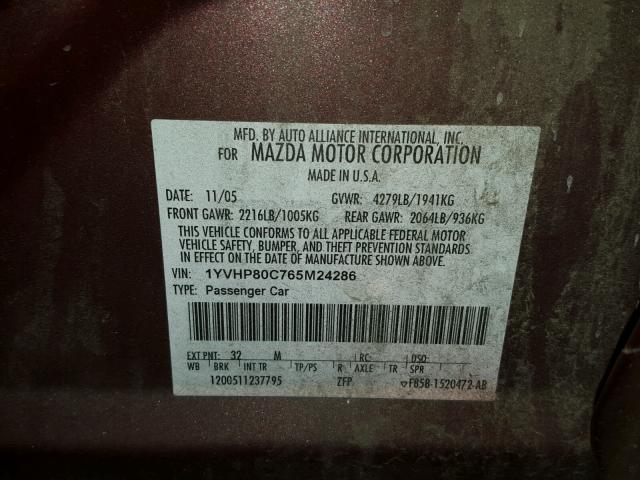 MFD. BY AUTO ALLIANCE INTERNATIONAL, INC.
FOR MAZDA MOTOR CORPORATION
MADE IN U.S.A.
DATE: 11/05 GVWR: 4279LB/1941KG
FRONT GAWR: 2216LB/1005KG REAR GAWR: 2064LB/936KG
THIS VEHICLE CONFORMS TO ALL APPLICABLE FEDERAL MOTOR
VEHICLE SAFETY, BUMPER, AND THEFT PREVENTION STANDARDS
IN EFFECT ON THE DATE OF MANUFACTURE SHOWN ABOVE.
VIN: 1YVHP80C765M24286
TYPE: Passenger Car
EXT PNT: 32 M RC: DSO:
WB BRK INT TR TP/PS R AXLE TR SPR
1200511237795 ZFP F85B-1520472-AB